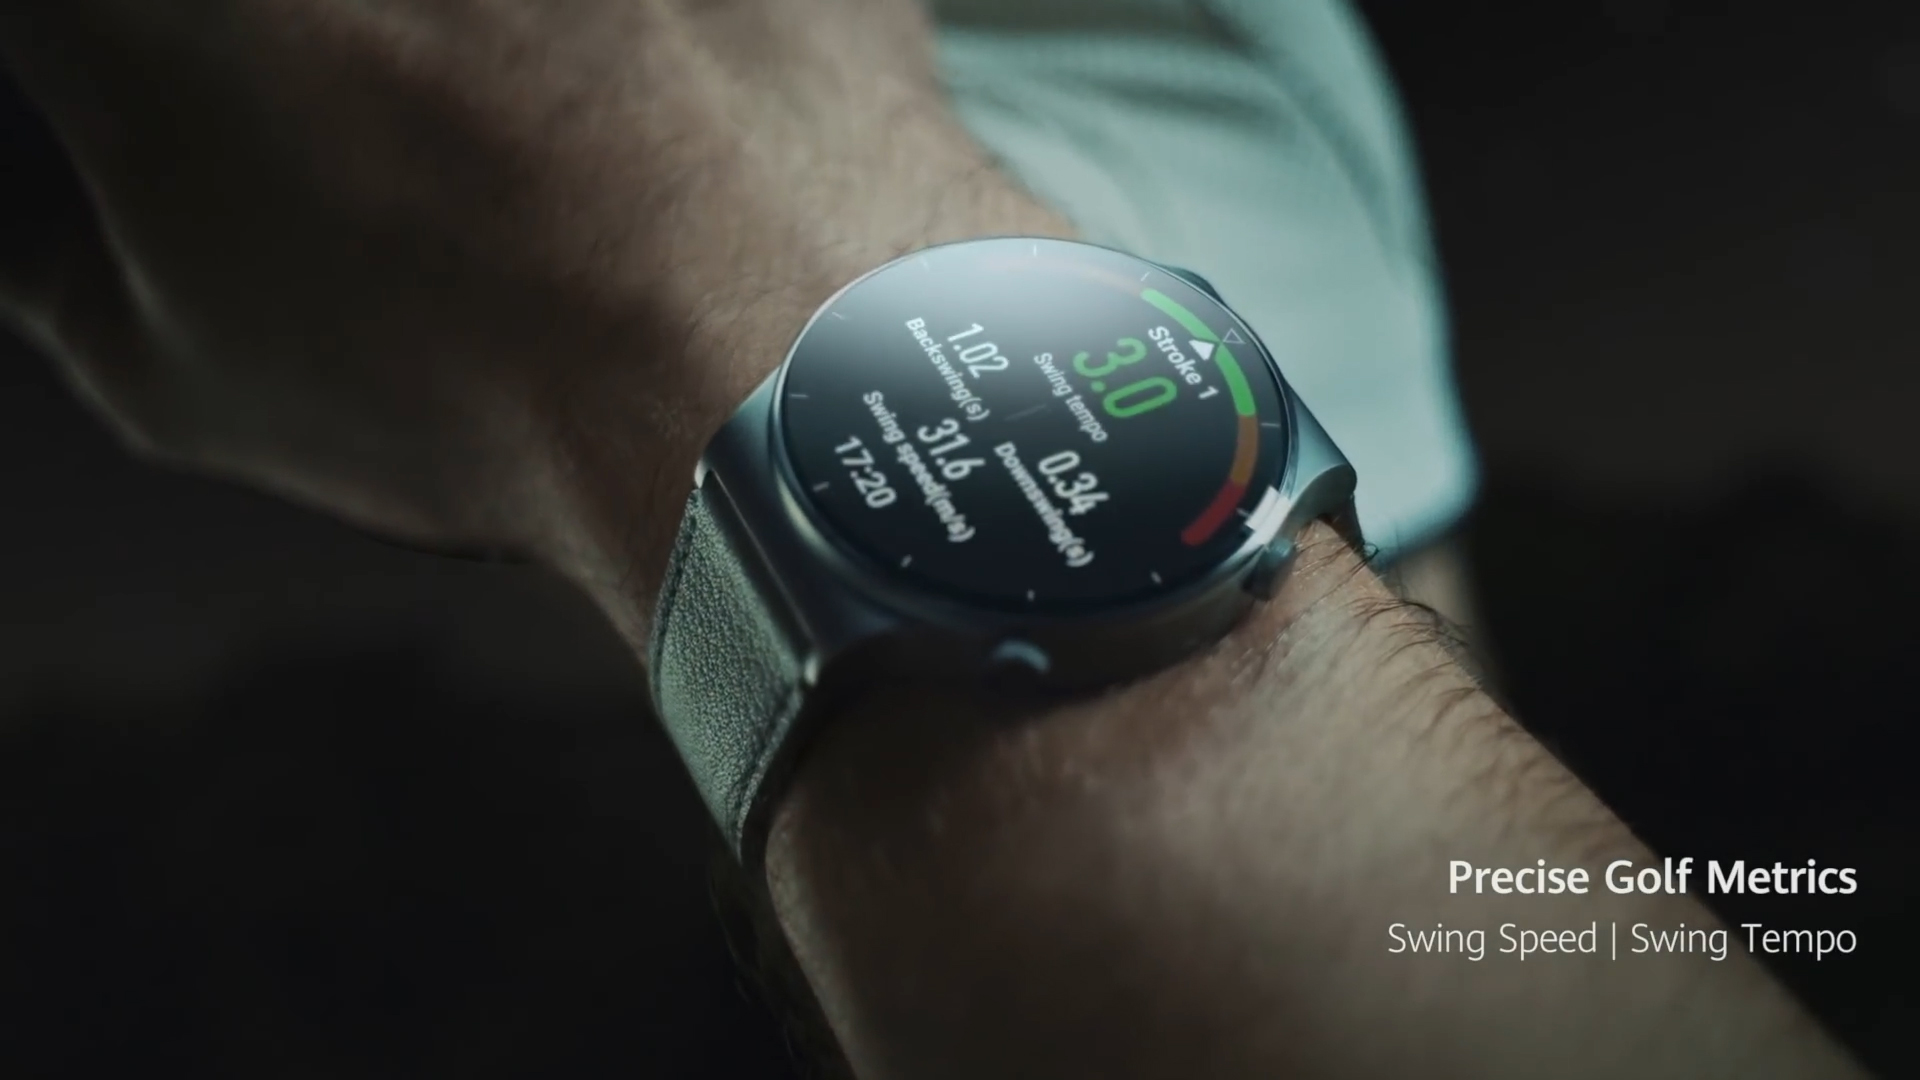 Stroke 1
3.0
Swing tempo
1.02
Backswing(s)
0.34
Downswing(s)
31.6
Swing speed(m/s)
17:20
Precise Golf Metrics
Swing Speed | Swing Tempo